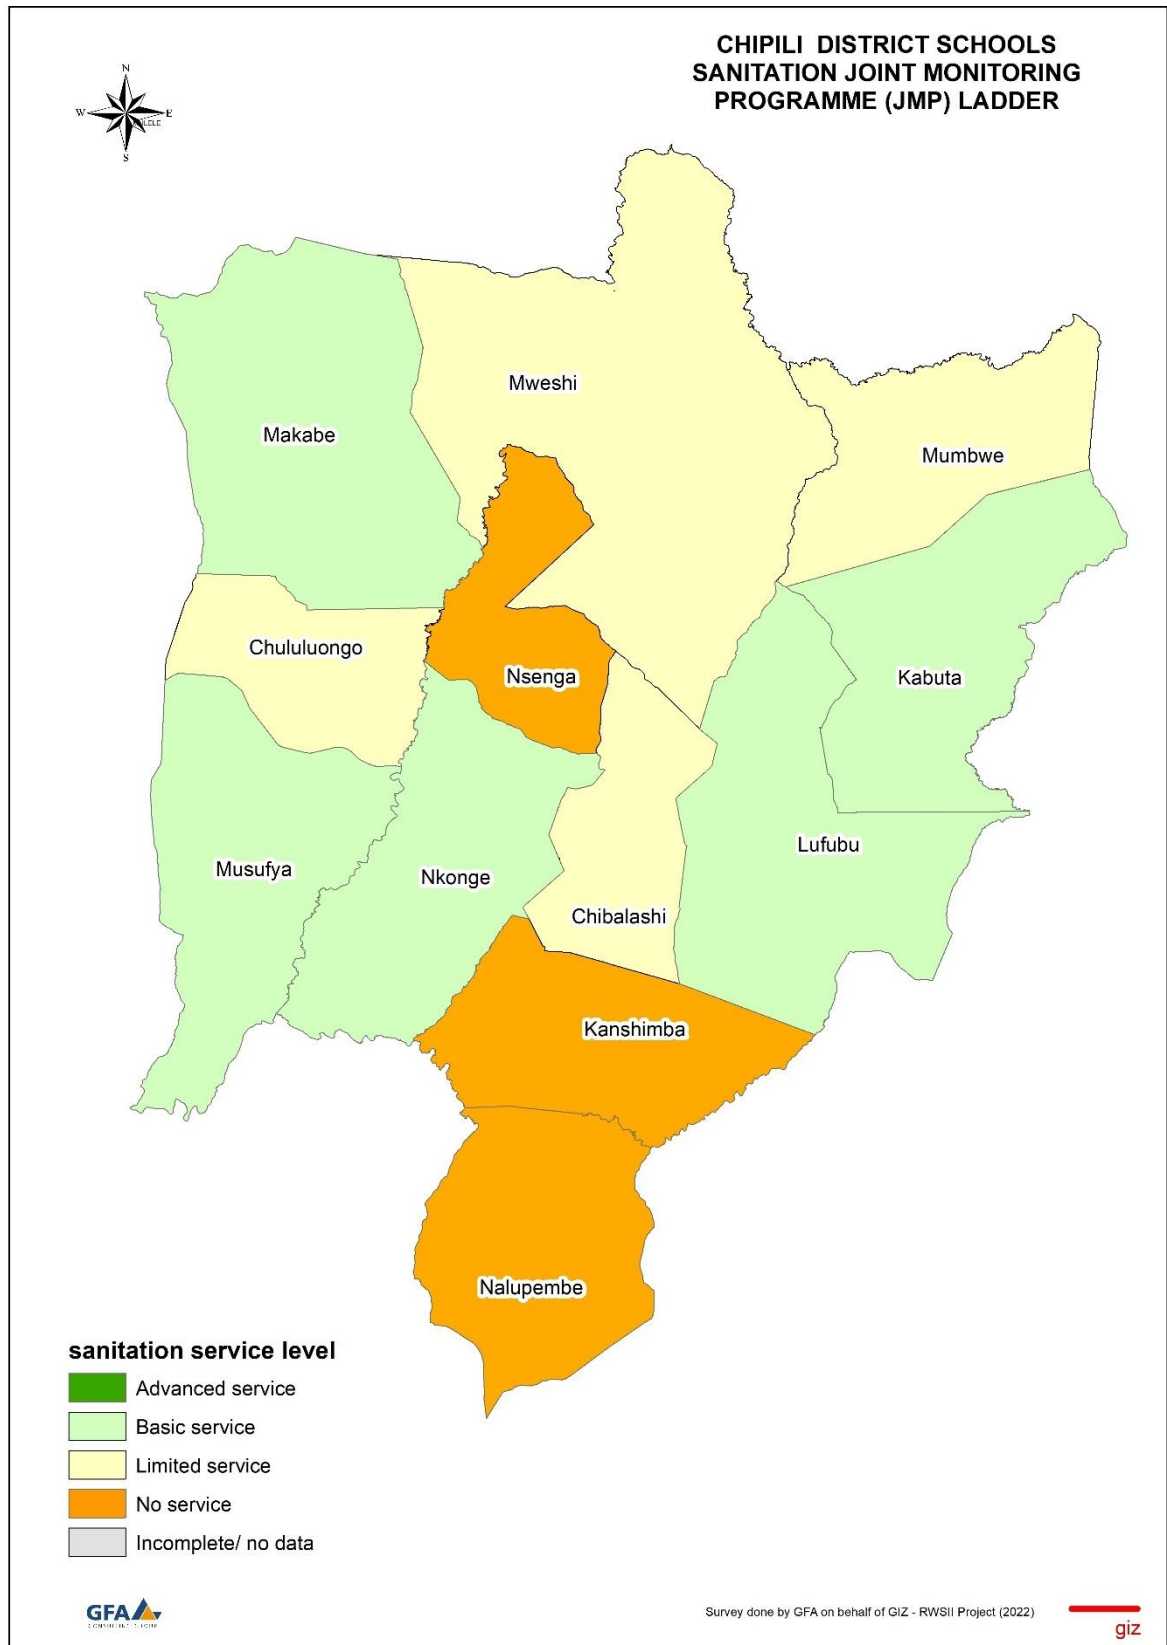 CHIPILI DISTRICT SCHOOLS
SANITATION JOINT MONITORING
PROGRAMME (JMP) LADDER
N
W
E
S
Mweshi
Makabe
Mumbwe
Chululuongo
Nsenga
Kabuta
Lufubu
Musufya
Nkonge
Chibalashi
Kanshimba
Nalupembe
sanitation service level
Advanced service
Basic service
Limited service
No service
Incomplete/ no data
GFA
CONSULTING GROUP
Survey done by GFA on behalf of GIZ - RWSII Project (2022)
giz